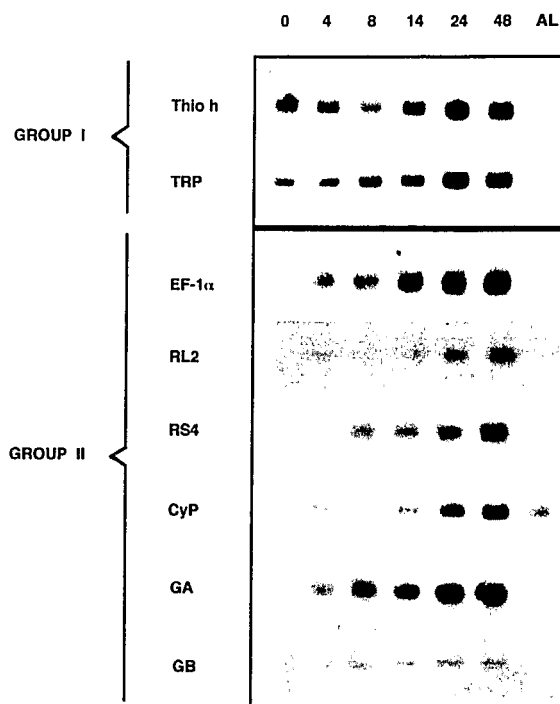 0 4 8 14 24 48 AL
Thio h
GROUP I
TRP
EF-1α
RL2
RS4
GROUP II
CyP
GA
GB